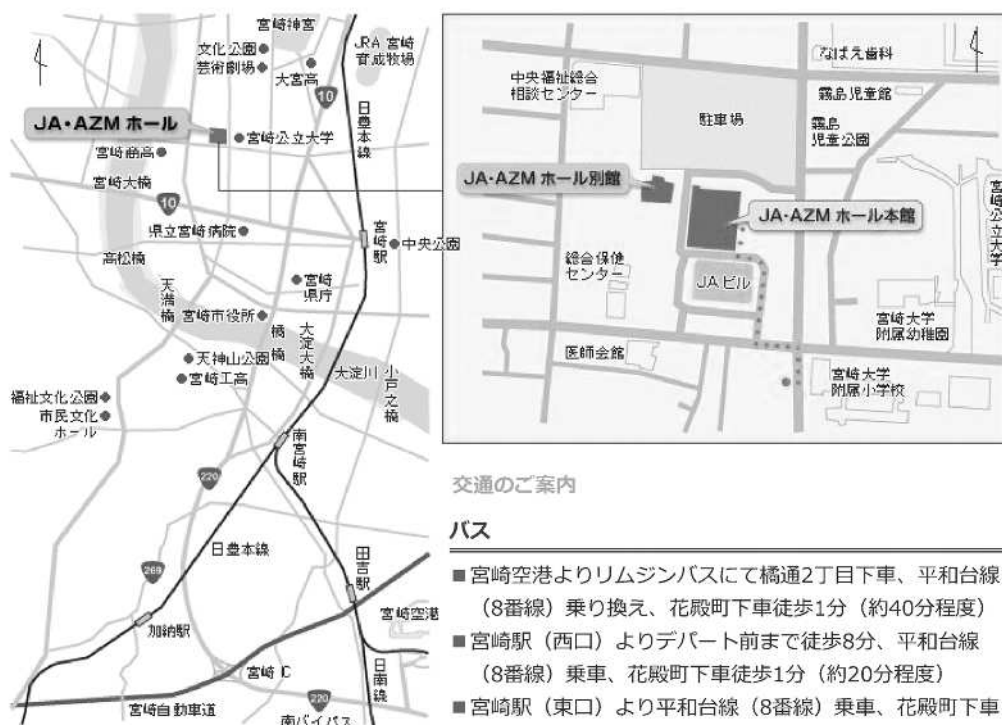 宮崎神宮
文化公園
芸術劇場
大宮高
JRA 宮崎
育成牧場
10
日豊本線
JA・AZM ホール
宮崎公立大学
宮崎商高
宮崎大橋
10
県立宮崎病院
宮崎駅
中央公園
高松橋
天満橋
宮崎
県庁
宮崎市役所
橘橋
大淀大橋
天神山公園
宮崎工高
大淀川
小戸之橋
福祉文化公園
市民文化
ホール
南宮崎駅
220
日豊本線
269
田吉駅
加納駅
宮崎空港
宮崎 IC
日南線
宮崎自動車道
220
南バイパス
なばえ歯科
中央福祉総合
相談センター
駐車場
霧島児童館
霧島
児童公園
JA・AZM ホール別館
JA・AZM ホール本館
宮崎公立大学
総合保健
センター
JA ビル
宮崎大学
附属幼稚園
医師会館
宮崎大学
附属小学校
交通のご案内
バス
■宮崎空港よりリムジンバスにて橘通2丁目下車、平和台線
（8番線）乗り換え、花殿町下車徒歩1分（約40分程度）
■宮崎駅（西口）よりデパート前まで徒歩8分、平和台線
（8番線）乗車、花殿町下車徒歩1分（約20分程度）
■宮崎駅（東口）より平和台線（8番線）乗車、花殿町下車